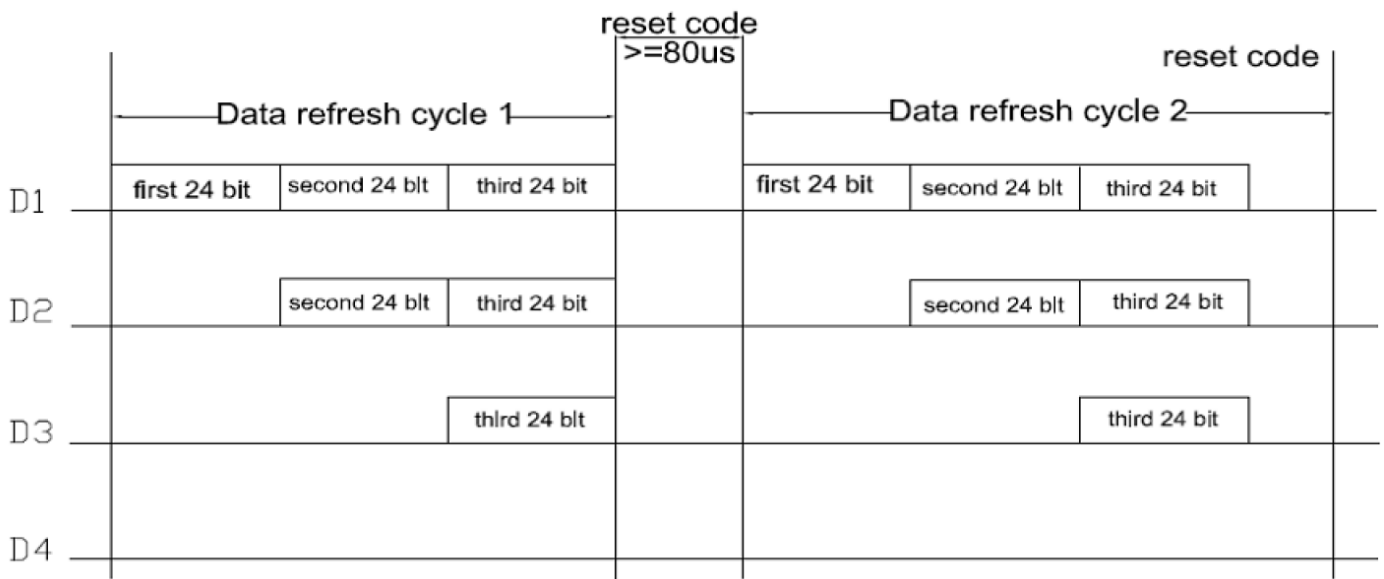 reset code
>=80us
reset code
Data refresh cycle 1
Data refresh cycle 2
D1 first 24 bit second 24 blt third 24 bit first 24 bit second 24 blt third 24 bit
D2 second 24 blt third 24 bit second 24 blt third 24 bit
D3 thlrd 24 blt third 24 bit
D4